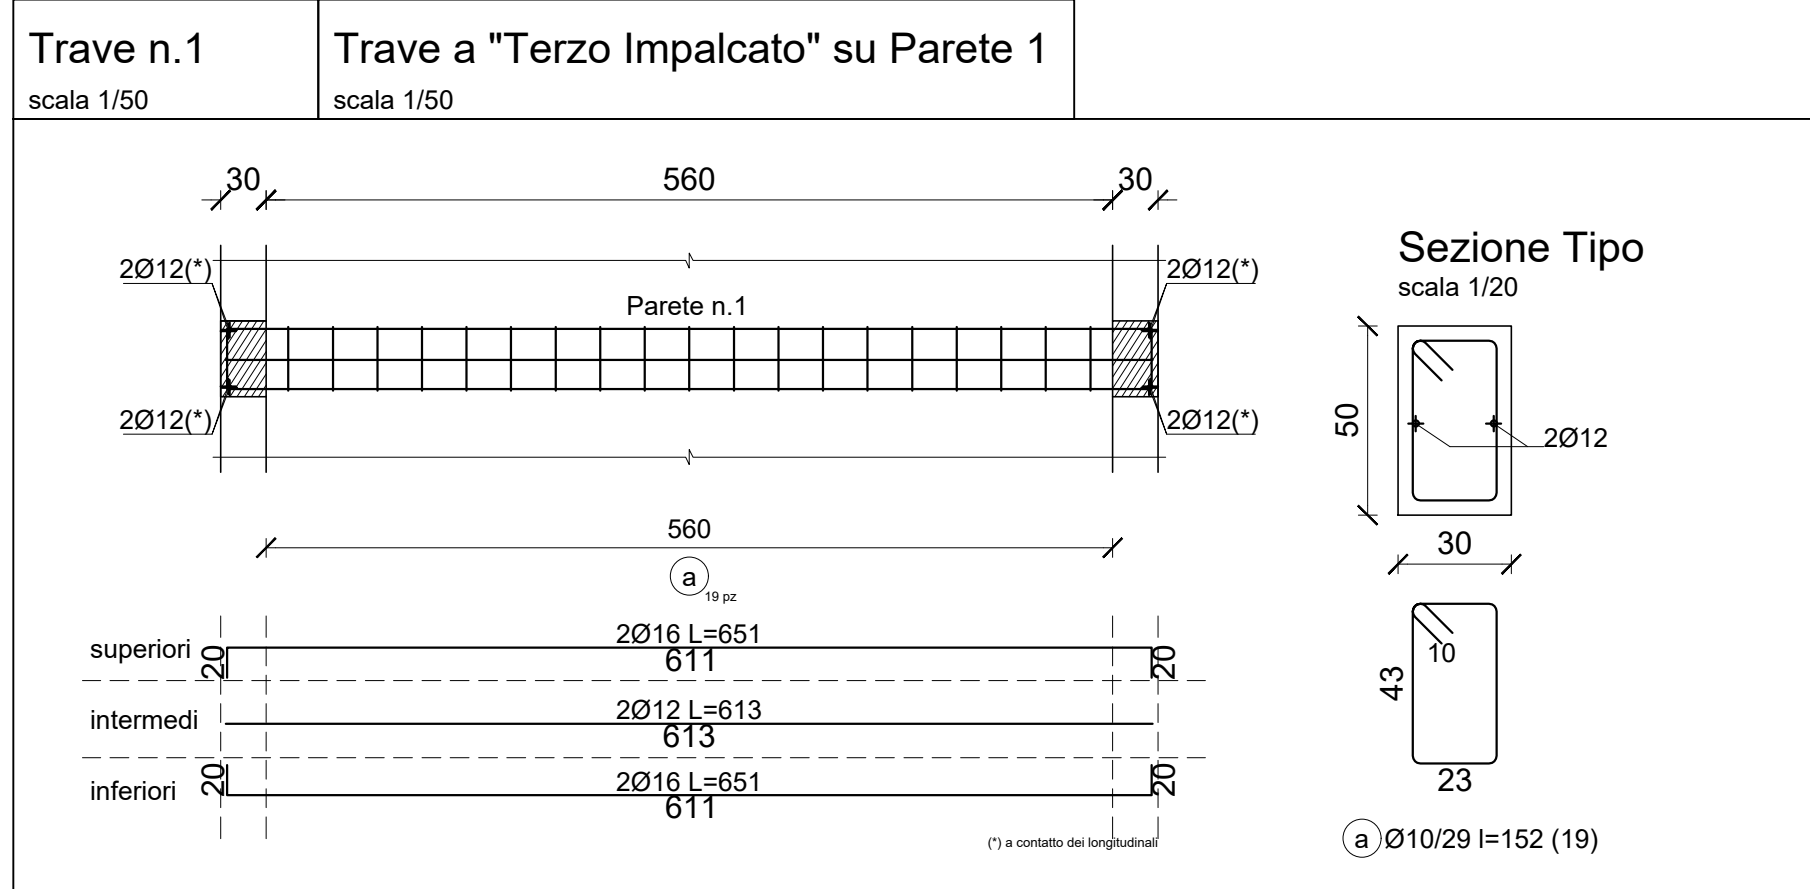 Trave n.1
scala 1/50
Trave a "Terzo Impalcato" su Parete 1
scala 1/50
30
560
30
2Ø12(*)
2Ø12(*)
Parete n.1
2Ø12(*)
2Ø12(*)
560
a
19 pz
superiori
20
2Ø16 L=651
611
20
intermedi
2Ø12 L=613
613
inferiori
20
2Ø16 L=651
611
20
(*) a contatto dei longitudinali
Sezione Tipo
scala 1/20
50
2Ø12
30
10
43
23
a Ø10/29 l=152 (19)